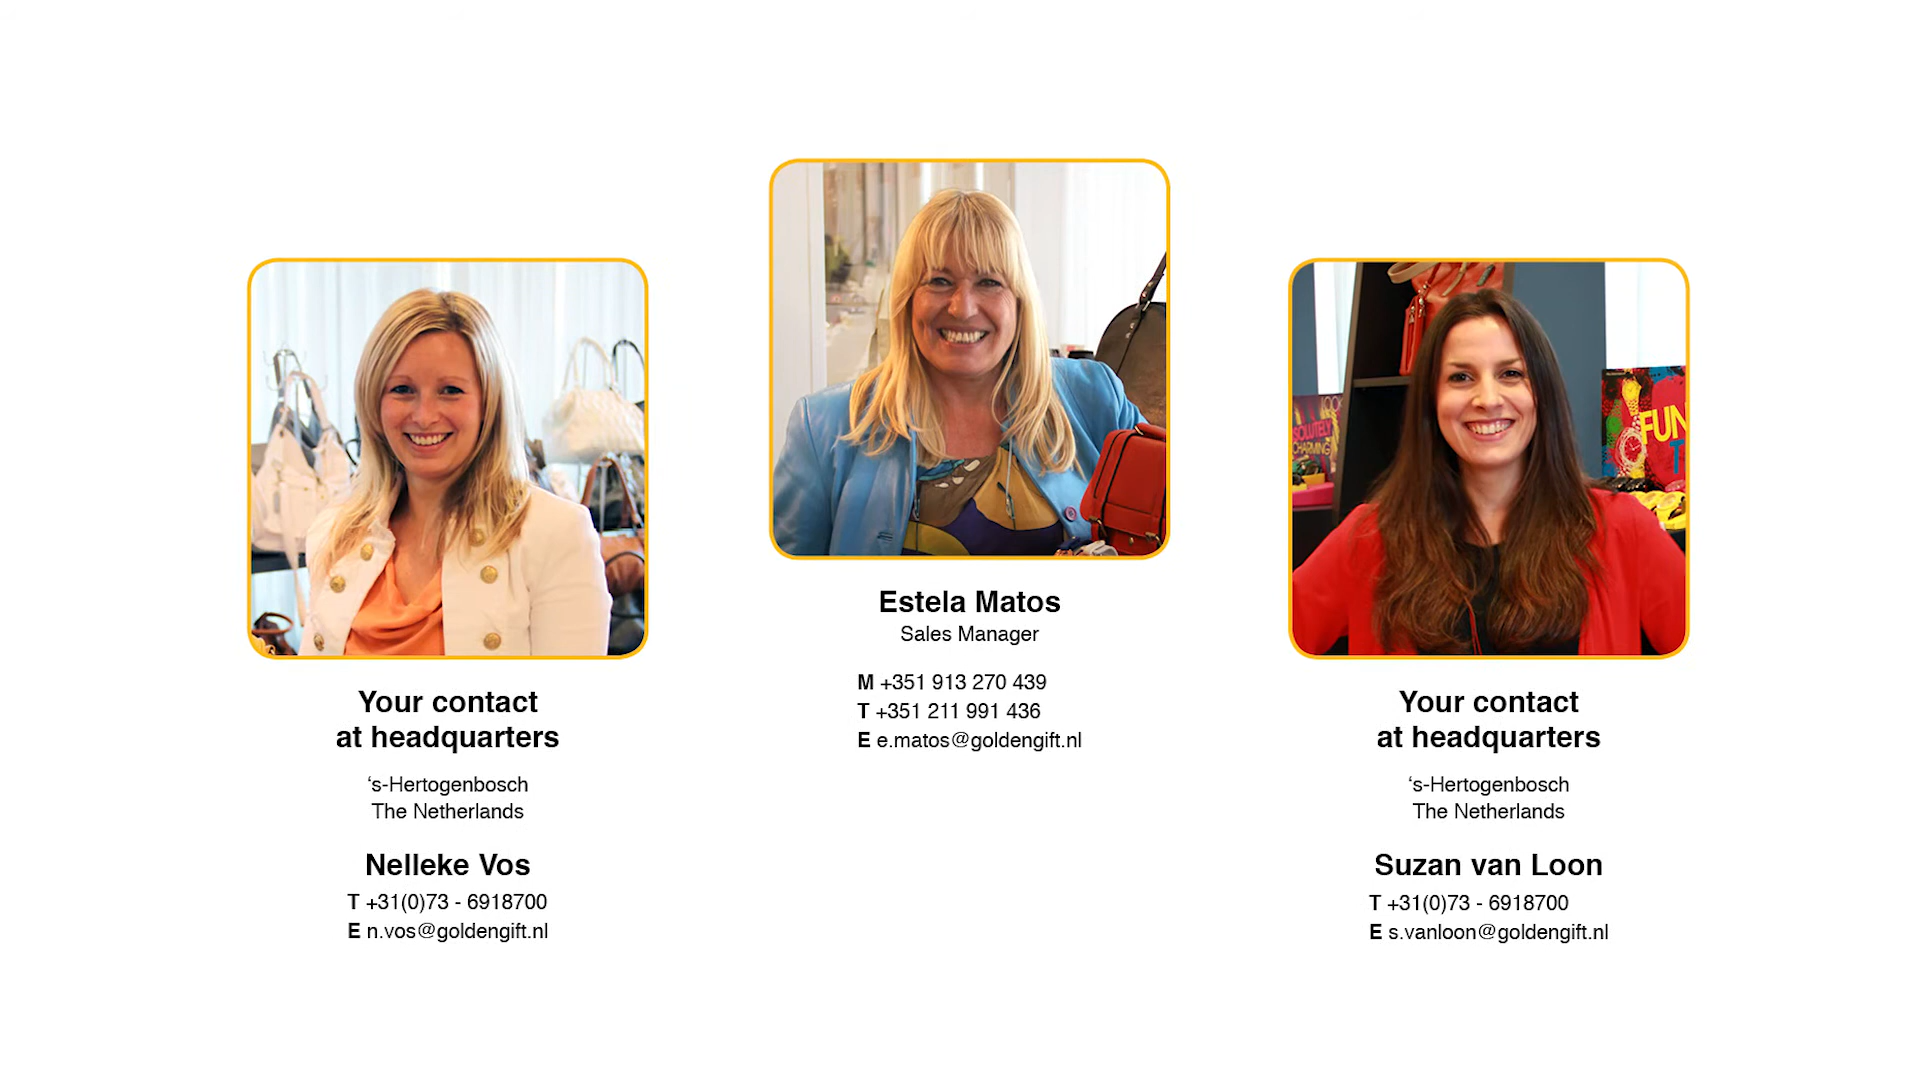 Your contact
at headquarters
‘s-Hertogenbosch
The Netherlands
Nelleke Vos
T +31(0)73 - 6918700
E n.vos@goldengift.nl
Estela Matos
Sales Manager
M +351 913 270 439
T +351 211 991 436
E e.matos@goldengift.nl
FUN
CHARMING
Your contact
at headquarters
‘s-Hertogenbosch
The Netherlands
Suzan van Loon
T +31(0)73 - 6918700
E s.vanloon@goldengift.nl